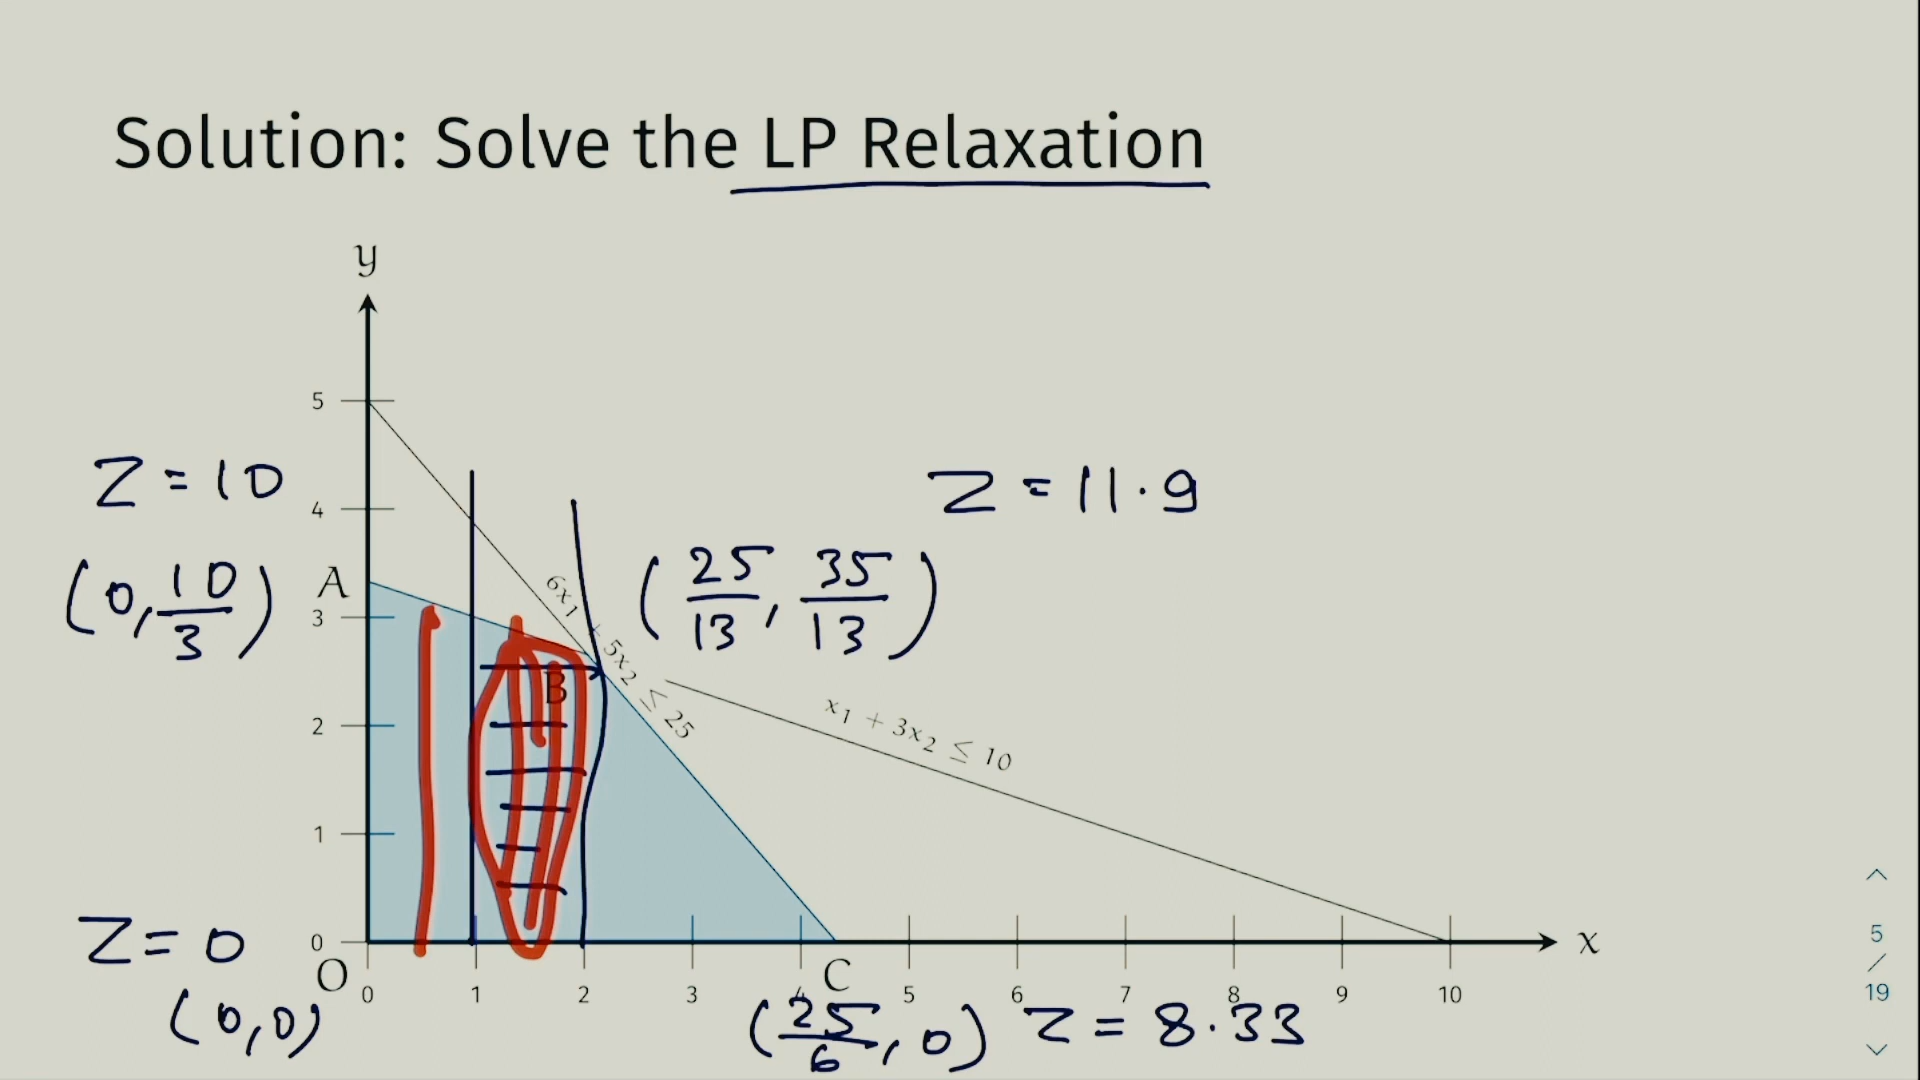 Solution: Solve the LP Relaxation
y
5
Z = 10
Z = 11.9
4
(0, 10/3)
A
(25/13, 35/13)
6x₁ + 5x₂ ≤ 25
3
B
x₁ + 3x₂ ≤ 10
2
1
Z = 0
0
x
O
C
0 1 2 3 4 5 6 7 8 9 10
(0,0)
(25/6, 0) Z = 8.33
5
/
19